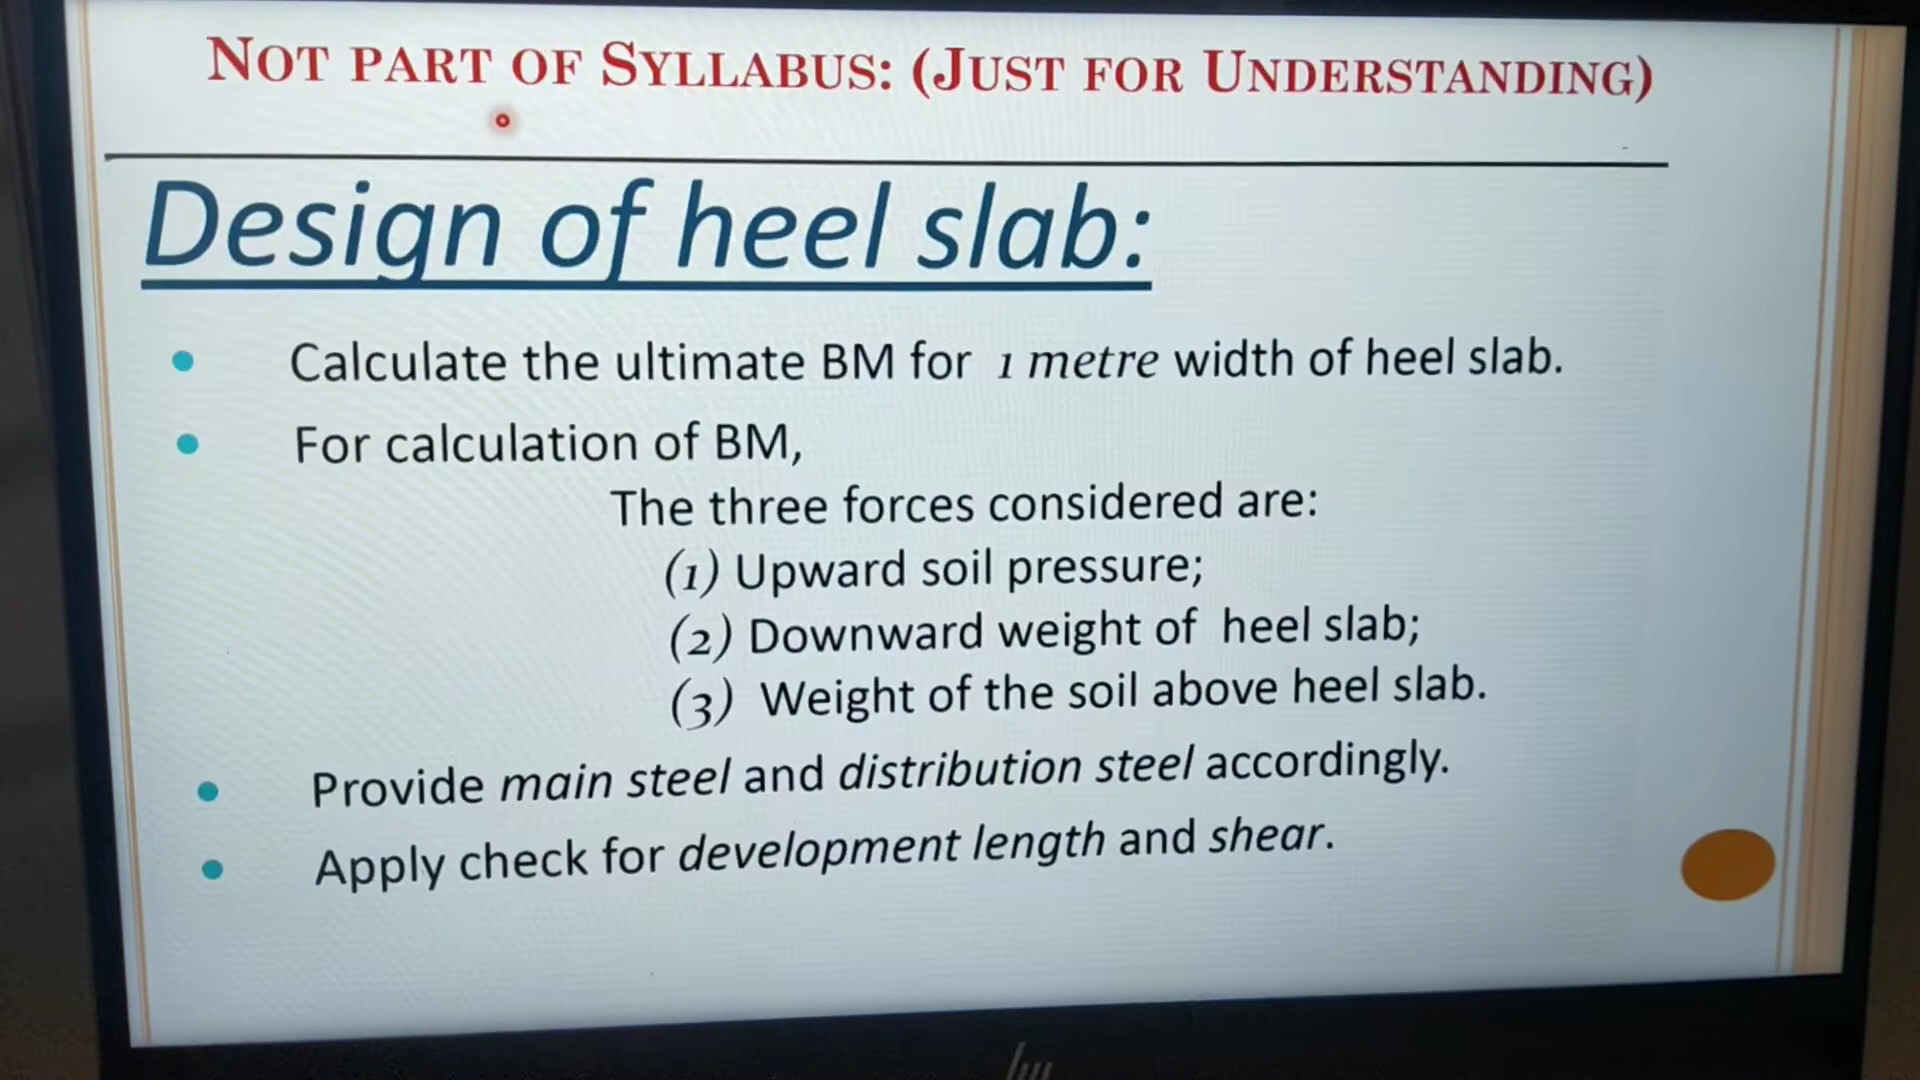 NOT PART OF SYLLABUS: (JUST FOR UNDERSTANDING)
Design of heel slab:
• Calculate the ultimate BM for 1 metre width of heel slab.
• For calculation of BM,
The three forces considered are:
(1) Upward soil pressure;
(2) Downward weight of heel slab;
(3) Weight of the soil above heel slab.
• Provide main steel and distribution steel accordingly.
• Apply check for development length and shear.
hp